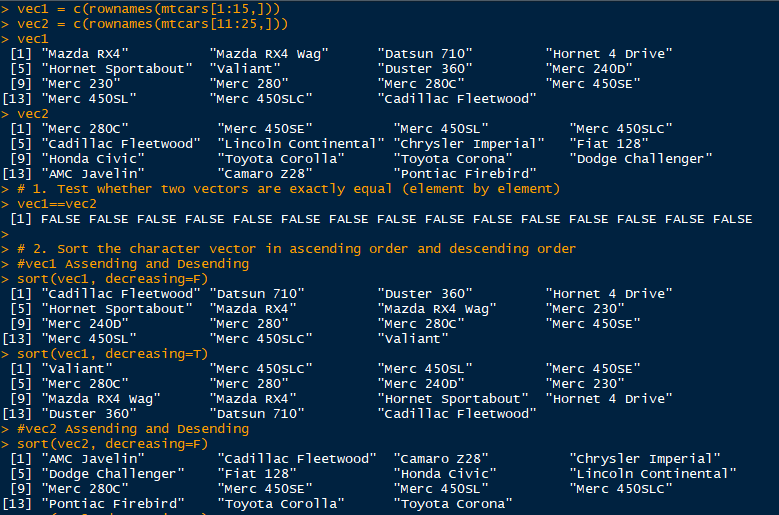 > vec1 = c(rownames(mtcars[1:15,]))
> vec2 = c(rownames(mtcars[11:25,]))
> vec1
[1] "Mazda RX4" "Mazda RX4 Wag" "Datsun 710" "Hornet 4 Drive"
[5] "Hornet Sportabout" "Valiant" "Duster 360" "Merc 240D"
[9] "Merc 230" "Merc 280" "Merc 280C" "Merc 450SE"
[13] "Merc 450SL" "Merc 450SLC" "Cadillac Fleetwood"
> vec2
[1] "Merc 280C" "Merc 450SE" "Merc 450SL" "Merc 450SLC"
[5] "Cadillac Fleetwood" "Lincoln Continental" "Chrysler Imperial" "Fiat 128"
[9] "Honda Civic" "Toyota Corolla" "Toyota Corona" "Dodge Challenger"
[13] "AMC Javelin" "Camaro Z28" "Pontiac Firebird"
> # 1. Test whether two vectors are exactly equal (element by element)
> vec1==vec2
[1] FALSE FALSE FALSE FALSE FALSE FALSE FALSE FALSE FALSE FALSE FALSE FALSE FALSE FALSE FALSE
>
> # 2. Sort the character vector in ascending order and descending order
> #vec1 Assending and Desending
> sort(vec1, decreasing=F)
[1] "Cadillac Fleetwood" "Datsun 710" "Duster 360" "Hornet 4 Drive"
[5] "Hornet Sportabout" "Mazda RX4" "Mazda RX4 Wag" "Merc 230"
[9] "Merc 240D" "Merc 280" "Merc 280C" "Merc 450SE"
[13] "Merc 450SL" "Merc 450SLC" "Valiant"
> sort(vec1, decreasing=T)
[1] "Valiant" "Merc 450SLC" "Merc 450SL" "Merc 450SE"
[5] "Merc 280C" "Merc 280" "Merc 240D" "Merc 230"
[9] "Mazda RX4 Wag" "Mazda RX4" "Hornet Sportabout" "Hornet 4 Drive"
[13] "Duster 360" "Datsun 710" "Cadillac Fleetwood"
> #vec2 Assending and Desending
> sort(vec2, decreasing=F)
[1] "AMC Javelin" "Cadillac Fleetwood" "Camaro Z28" "Chrysler Imperial"
[5] "Dodge Challenger" "Fiat 128" "Honda Civic" "Lincoln Continental"
[9] "Merc 280C" "Merc 450SE" "Merc 450SL" "Merc 450SLC"
[13] "Pontiac Firebird" "Toyota Corolla" "Toyota Corona"